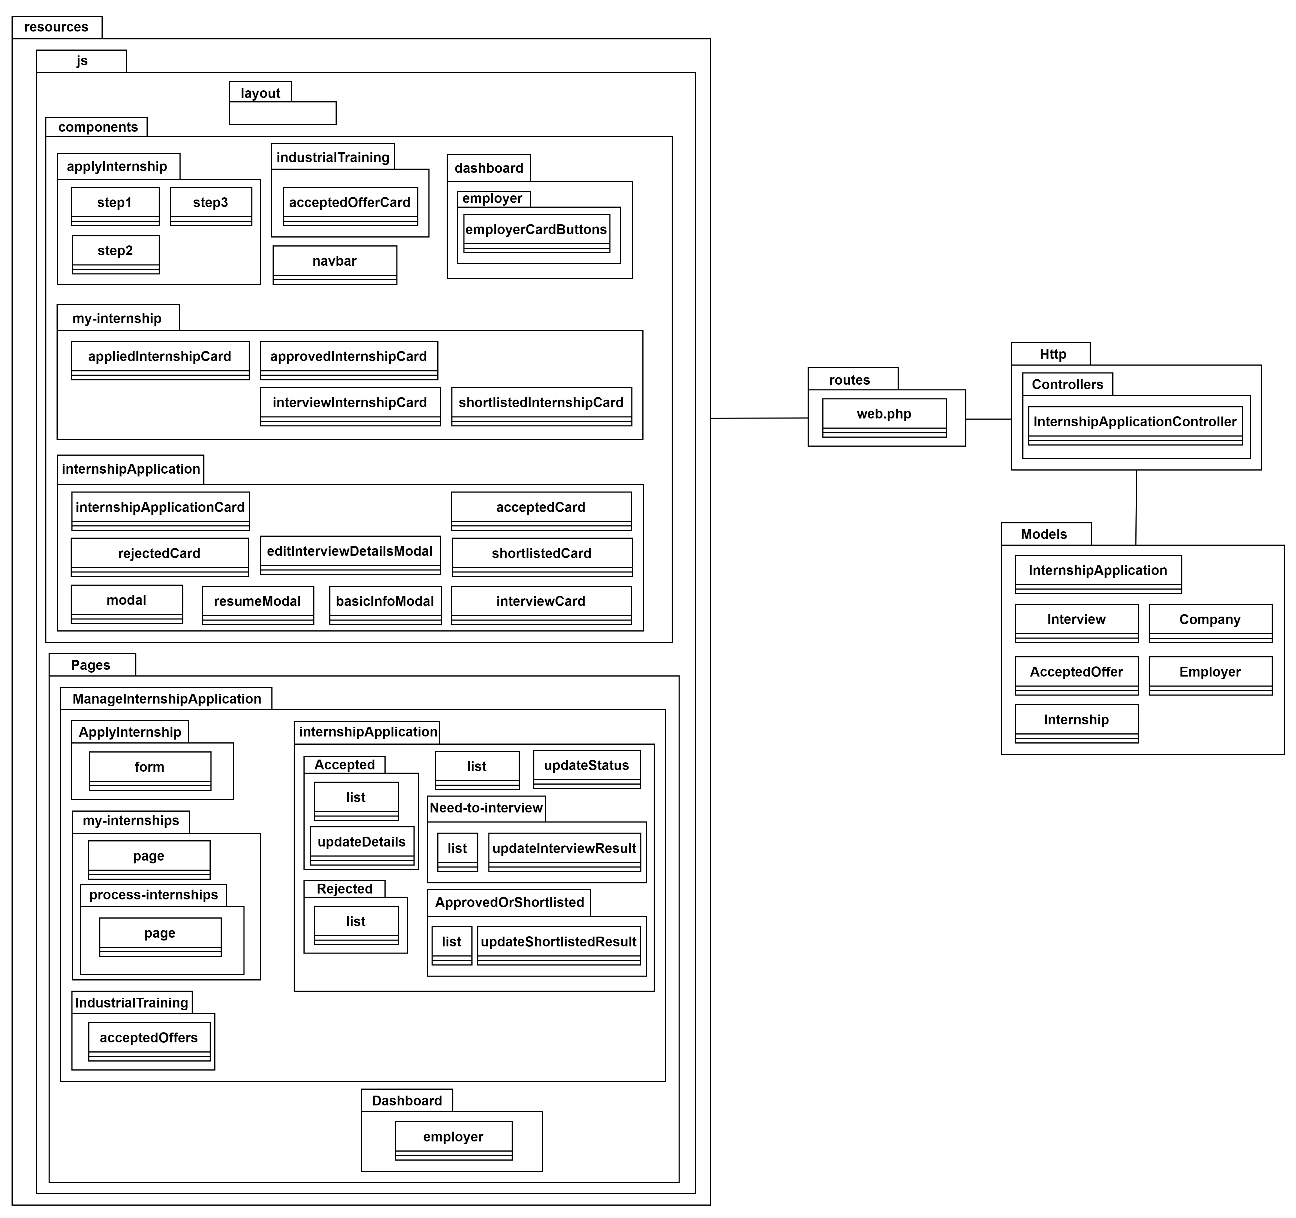 resources
js
layout
components
applyInternship
step1
step3
step2
industrialTraining
acceptedOfferCard
navbar
dashboard
employer
employerCardButtons
my-internship
appliedInternshipCard
approvedInternshipCard
interviewInternshipCard
shortlistedInternshipCard
internshipApplication
internshipApplicationCard
acceptedCard
rejectedCard
editInterviewDetailsModal
shortlistedCard
modal
resumeModal
basicInfoModal
interviewCard
Pages
ManageInternshipApplication
ApplyInternship
form
my-internships
page
process-internships
page
IndustrialTraining
acceptedOffers
internshipApplication
Accepted
list
updateDetails
Rejected
list
list
updateStatus
Need-to-interview
list
updateInterviewResult
ApprovedOrShortlisted
list
updateShortlistedResult
Dashboard
employer
routes
web.php
Http
Controllers
InternshipApplicationController
Models
InternshipApplication
Interview
Company
AcceptedOffer
Employer
Internship